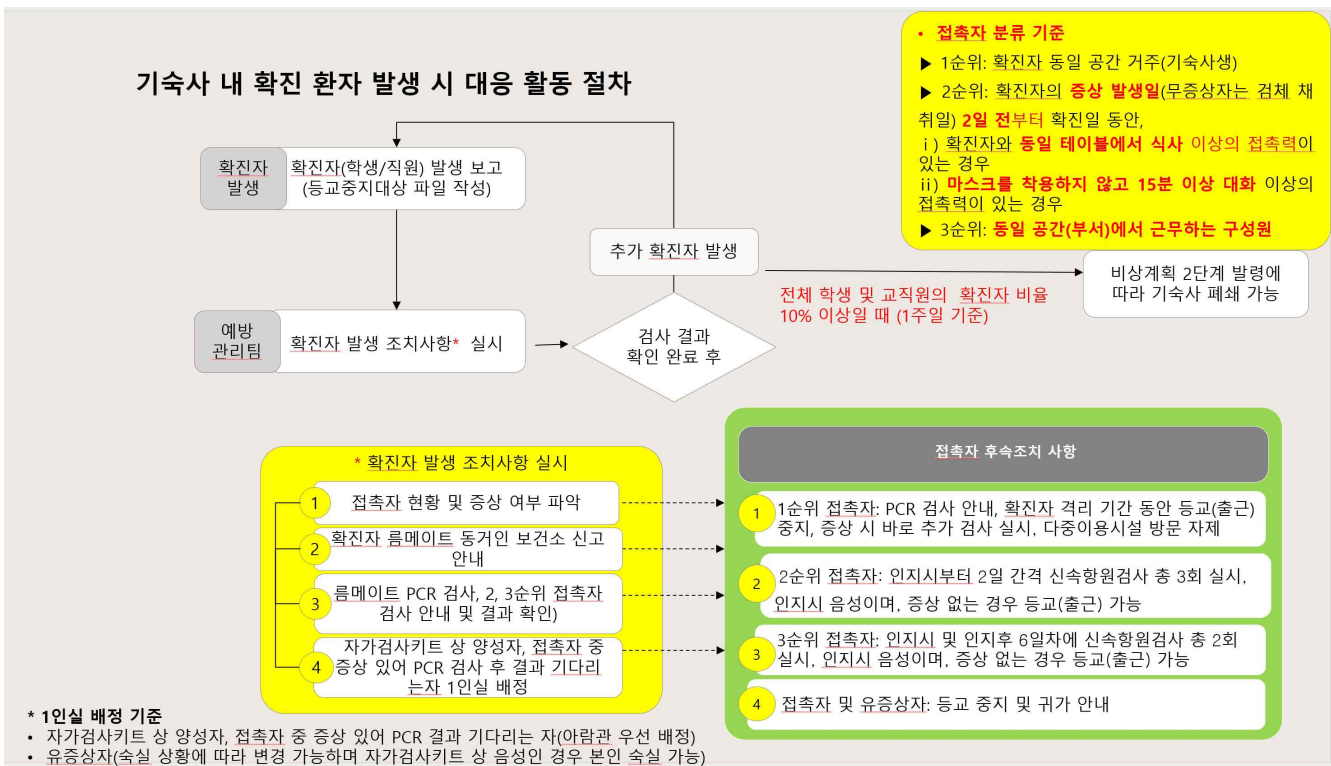 기숙사 내 확진 환자 발생 시 대응 활동 절차
• 접촉자 분류 기준
▶ 1순위: 확진자 동일 공간 거주(기숙사생)
▶ 2순위: 확진자의 증상 발생일(무증상자는 검체 채
취일) 2일 전부터 확진일 동안,
ⅰ) 확진자와 동일 테이블에서 식사 이상의 접촉력이
있는 경우
ii) 마스크를 착용하지 않고 15분 이상 대화 이상의
접촉력이 있는 경우
▶ 3순위: 동일 공간(부서)에서 근무하는 구성원
확진자
발생
확진자(학생/직원) 발생 보고
(등교중지대상 파일 작성)
추가 확진자 발생
전체 학생 및 교직원의 확진자 비율
10% 이상일 때 (1주일 기준)
비상계획 2단계 발령에
따라 기숙사 폐쇄 가능
예방
관리팀
확진자 발생 조치사항* 실시
검사 결과
확인 완료 후
* 확진자 발생 조치사항 실시
1
접촉자 현황 및 증상 여부 파악
2
확진자 룸메이트 동거인 보건소 신고
안내
3
룸메이트 PCR 검사, 2, 3순위 접촉자
검사 안내 및 결과 확인)
4
자가검사키트 상 양성자, 접촉자 중
증상 있어 PCR 검사 후 결과 기다리
는자 1인실 배정
접촉자 후속조치 사항
1
1순위 접촉자: PCR 검사 안내, 확진자 격리 기간 동안 등교(출근)
중지, 증상 시 바로 추가 검사 실시, 다중이용시설 방문 자제
2
2순위 접촉자: 인지시부터 2일 간격 신속항원검사 총 3회 실시,
인지시 음성이며, 증상 없는 경우 등교(출근) 가능
3
3순위 접촉자: 인지시 및 인지후 6일차에 신속항원검사 총 2회
실시, 인지시 음성이며, 증상 없는 경우 등교(출근) 가능
4
접촉자 및 유증상자: 등교 중지 및 귀가 안내
* 1인실 배정 기준
• 자가검사키트 상 양성자, 접촉자 중 증상 있어 PCR 결과 기다리는 자(아람관 우선 배정)
• 유증상자(숙실 상황에 따라 변경 가능하며 자가검사키트 상 음성인 경우 본인 숙실 가능)